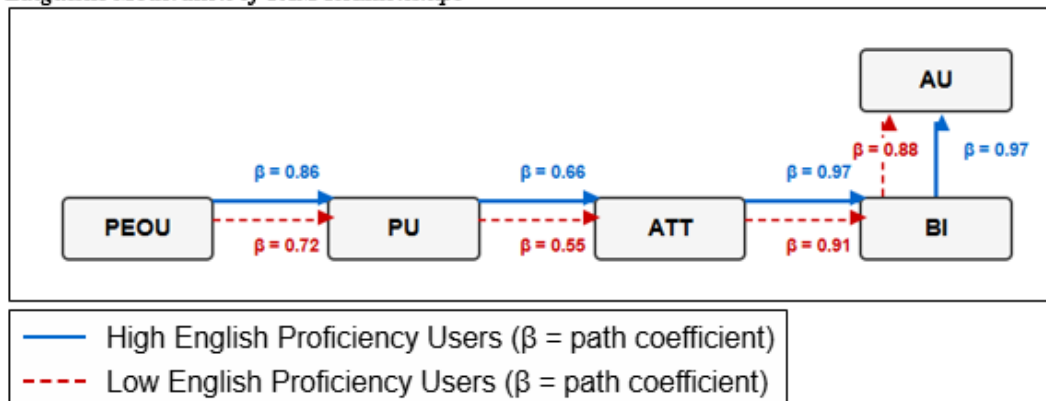 AU
β = 0.86
β = 0.66
β = 0.97
β = 0.88
β = 0.97
PEOU
PU
ATT
BI
β = 0.72
β = 0.55
β = 0.91
High English Proficiency Users (β = path coefficient)
Low English Proficiency Users (β = path coefficient)